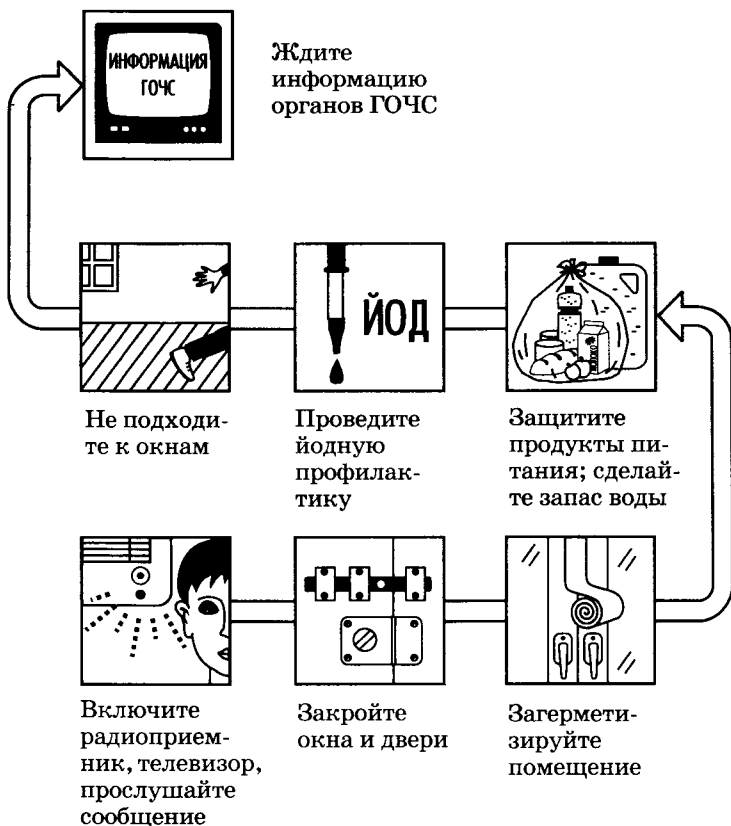 ИНФОРМАЦИЯ
ГОЧС
Ждите
информацию
органов ГОЧС
ЙОД
Не подходи-
те к окнам
Проведите
йодную
профилак-
тику
Защитите
продукты пи-
тания; сделай-
те запас воды
Включите
радиоприем-
ник, телевизор,
прослушайте
сообщение
Закройте
окна и двери
Загермети-
зируйте
помещение